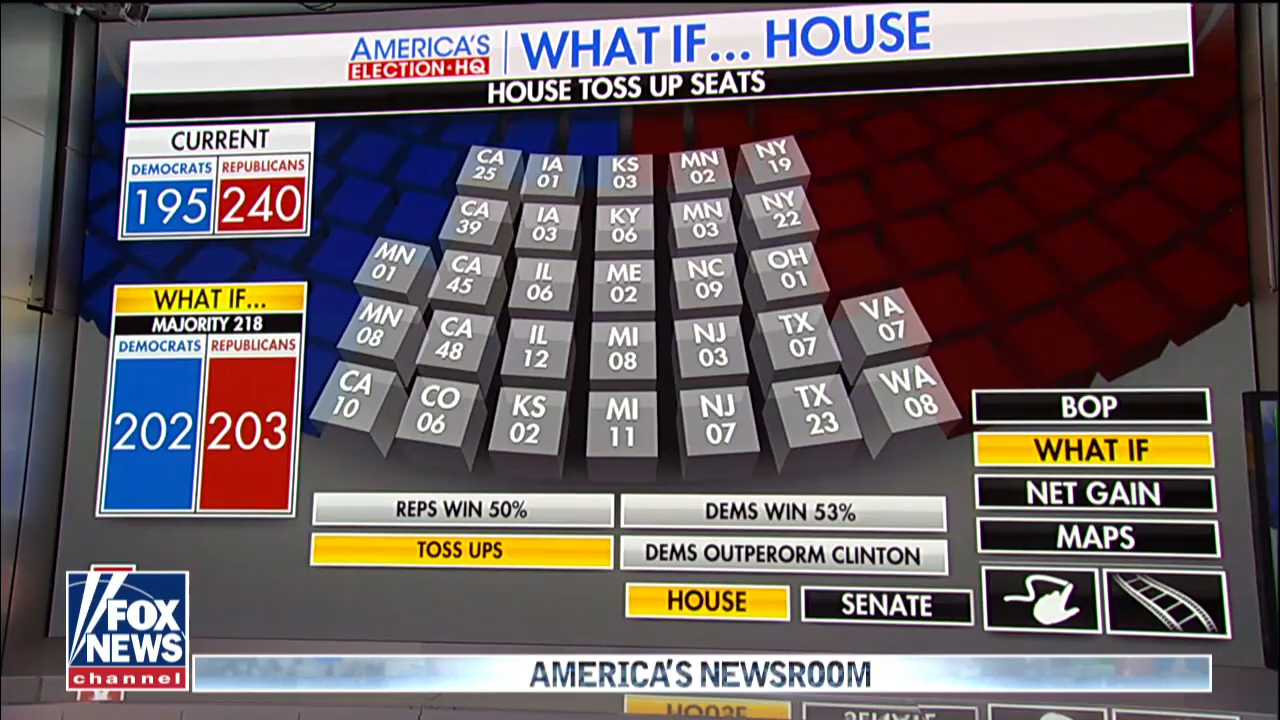 AMERICA'S
ELECTION HQ
WHAT IF... HOUSE
HOUSE TOSS UP SEATS
CURRENT
DEMOCRATS REPUBLICANS
195 240
WHAT IF...
MAJORITY 218
DEMOCRATS REPUBLICANS
202 203
CA 25
IA 01
KS 03
MN 02
NY 19
CA 39
IA 03
KY 06
MN 03
NY 22
MN 01
CA 45
IL 06
ME 02
NC 09
OH 01
MN 08
CA 48
IL 12
MI 08
NJ 03
TX 07
VA 07
CA 10
CO 06
KS 02
MI 11
NJ 07
TX 23
WA 08
BOP
WHAT IF
NET GAIN
MAPS
REPS WIN 50%
DEMS WIN 53%
TOSS UPS
DEMS OUTPERORM CLINTON
HOUSE
SENATE
FOX
NEWS
channel
AMERICA'S NEWSROOM
HOUSE
SENATE